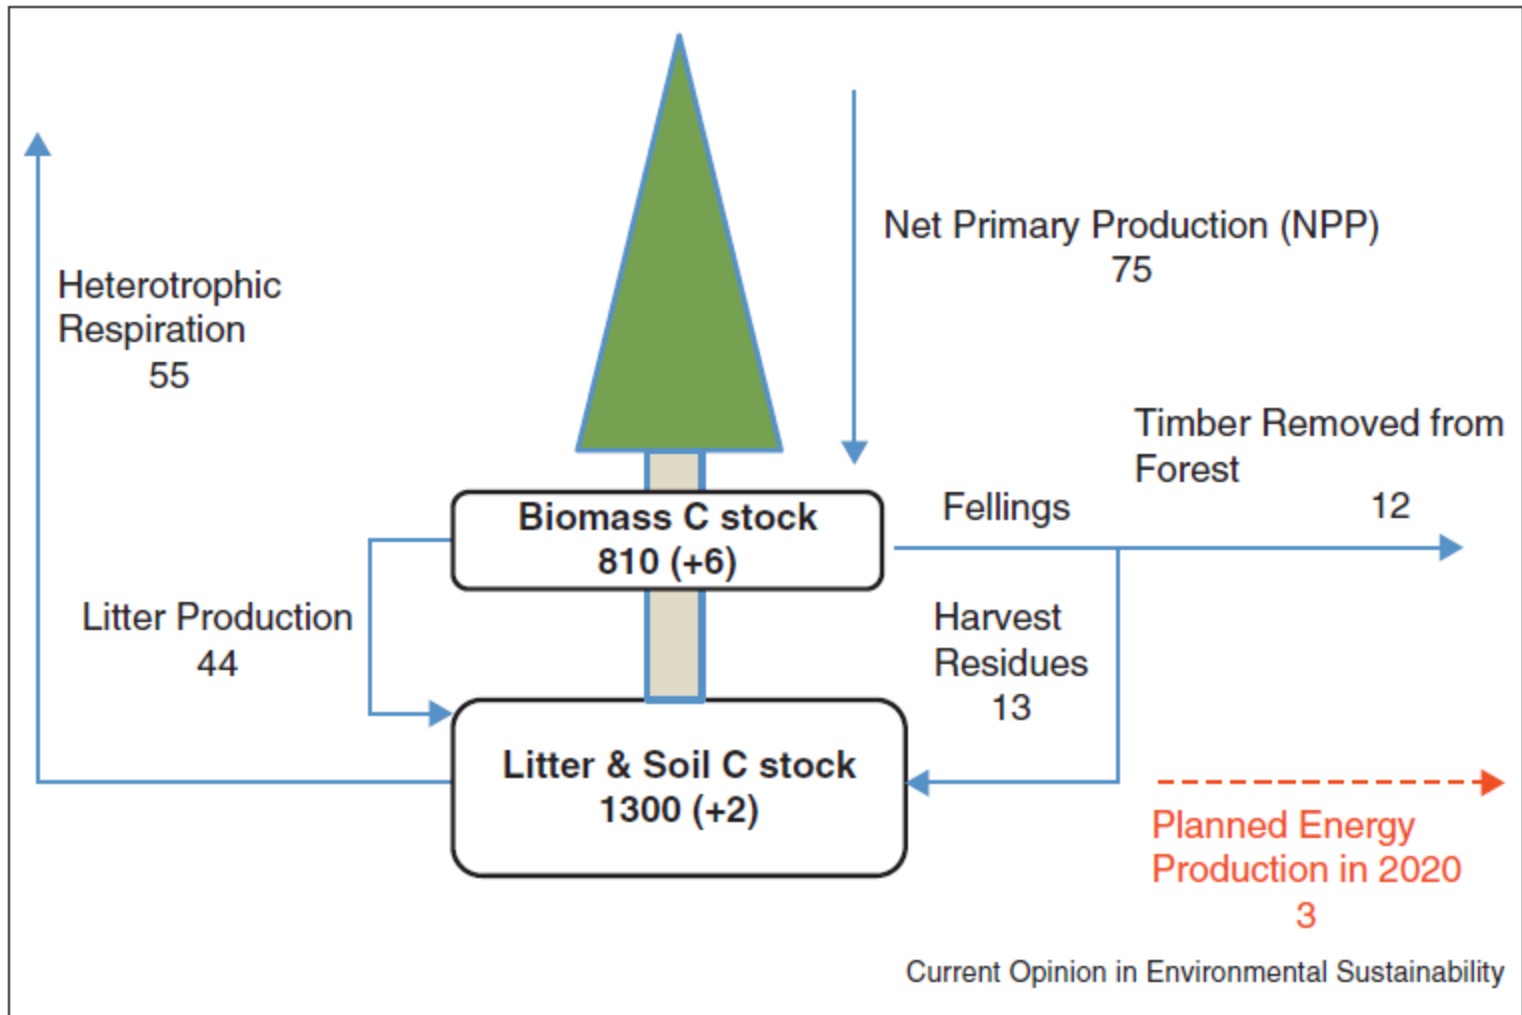 Net Primary Production (NPP)
75
Heterotrophic
Respiration
55
Timber Removed from
Forest
12
Fellings
Biomass C stock
810 (+6)
Litter Production
44
Harvest
Residues
13
Litter & Soil C stock
1300 (+2)
Planned Energy
Production in 2020
3
Current Opinion in Environmental Sustainability